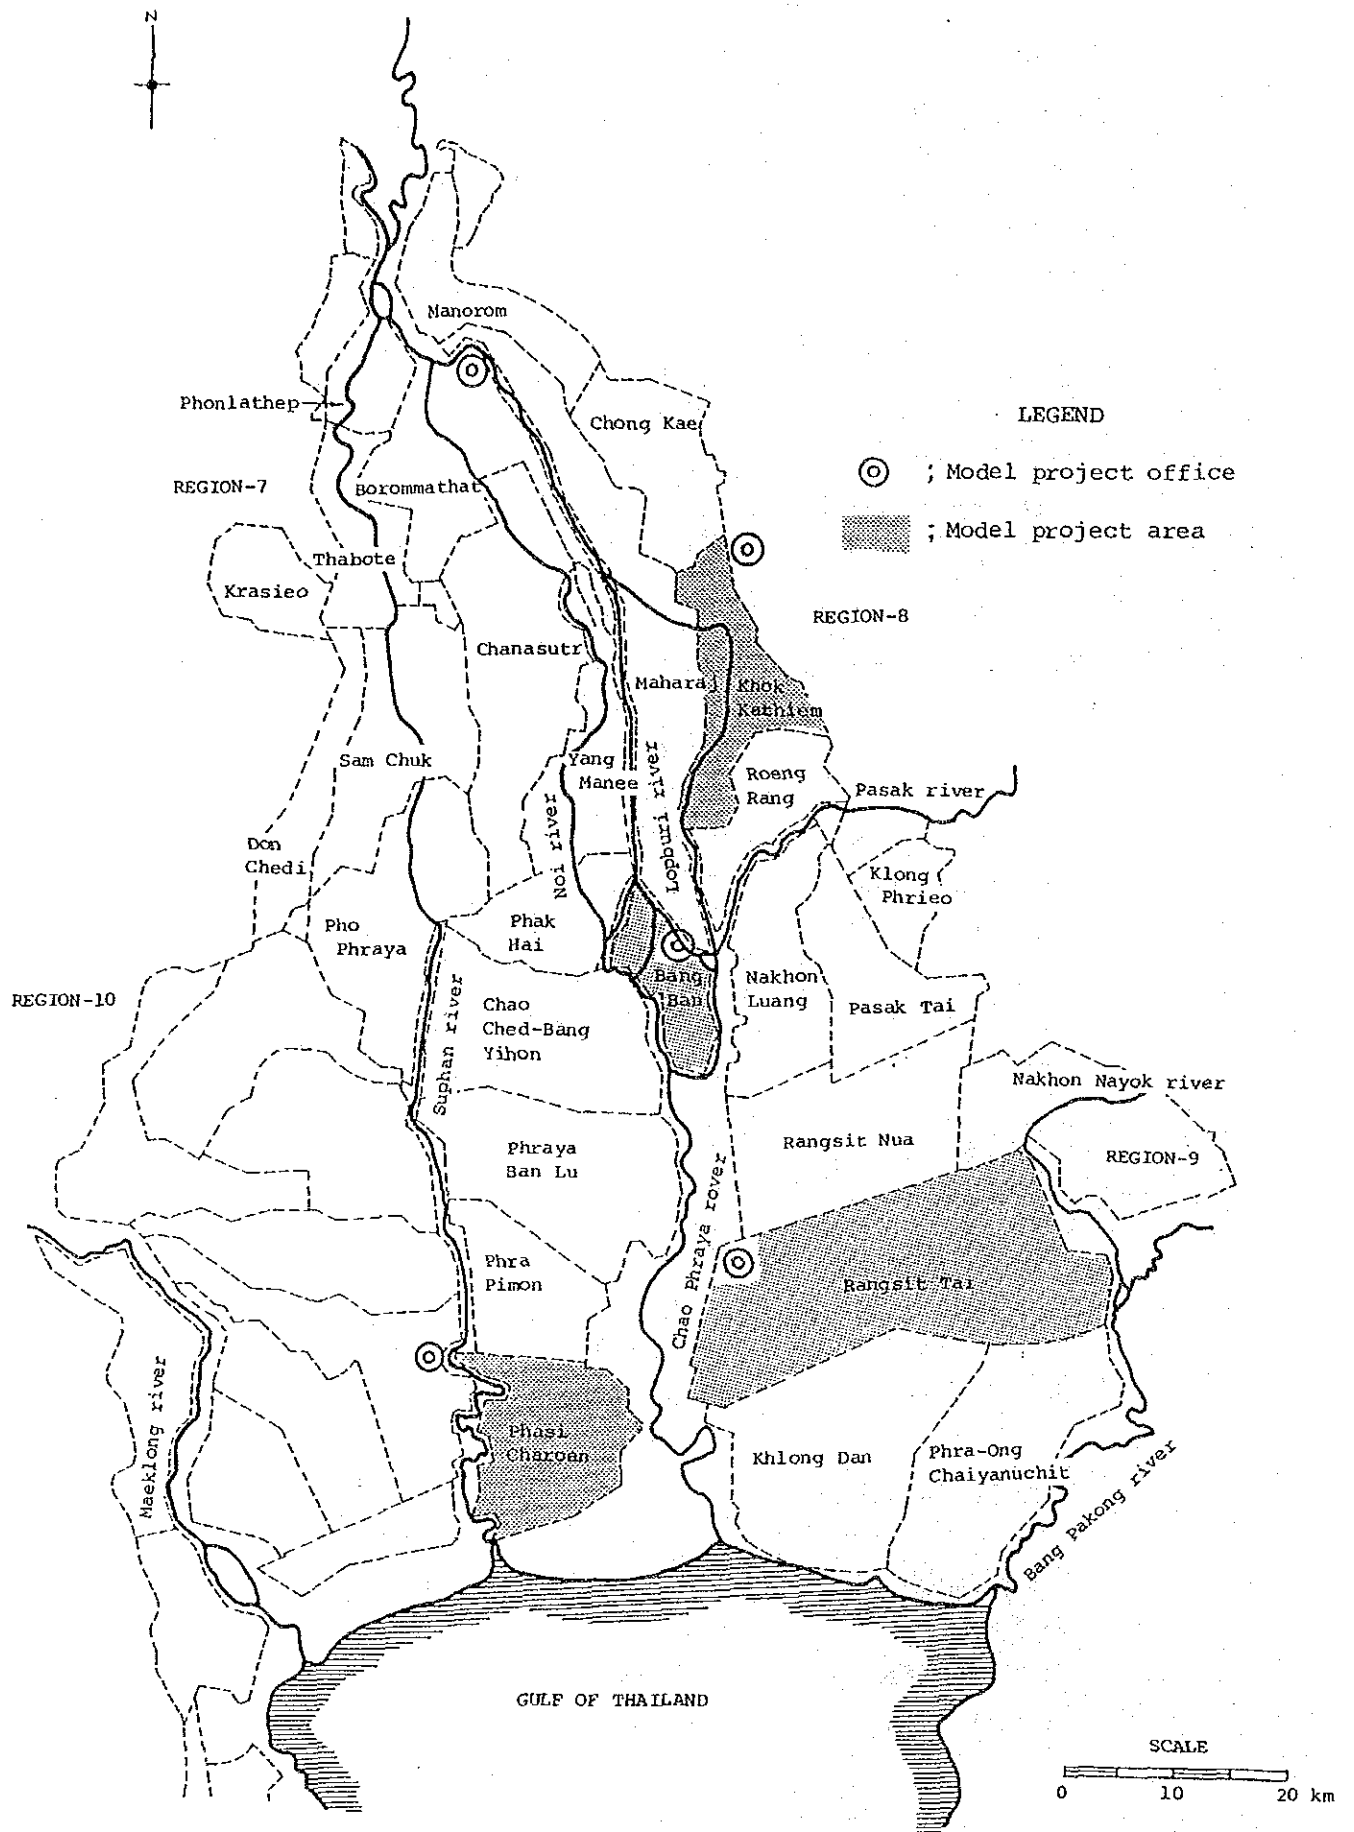 N
Manorom
Phonlathep
Chong Kae
LEGEND
; Model project office
; Model project area
REGION-7
Borommathat
Thabote
Krasieo
REGION-8
Chanasutr
Maharaj
Khok
Kathiem
Sam Chuk
Yang
Manee
Lopburi river
Roeng
Rang
Pasak river
Noi river
Don
Chedi
Klong
Phrieo
Pho
Phraya
Phak
Hai
Bang
Ban
Nakhon
Luang
Pasak Tai
REGION-10
Chao
Ched-Bang
Yihon
Suphan river
Nakhon Nayok river
Rangsit Nua
REGION-9
Phraya
Ban Lu
Chao Phraya rover
Phra
Pimon
Rangsit Tai
Maeklong river
Phasi
Charoan
Khlong Dan
Phra-Ong
Chaiyanuchit
Bang Pakong river
GULF OF THAILAND
SCALE
0 10 20 km